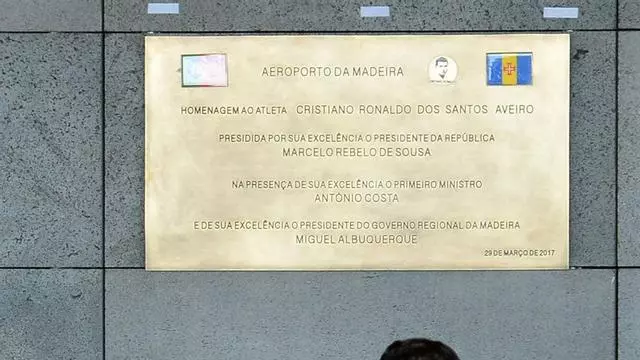 AEROPORTO DA MADEIRA
HOMENAGEM AO ATLETA CRISTIANO RONALDO DOS SANTOS AVEIRO
PRESIDIDA POR SUA EXCELÊNCIA O PRESIDENTE DA REPÚBLICA
MARCELO REBELO DE SOUSA
NA PRESENÇA DE SUA EXCELÊNCIA O PRIMEIRO MINISTRO
ANTÓNIO COSTA
E DE SUA EXCELÊNCIA O PRESIDENTE DO GOVERNO REGIONAL DA MADEIRA
MIGUEL ALBUQUERQUE
29 DE MARÇO DE 2017